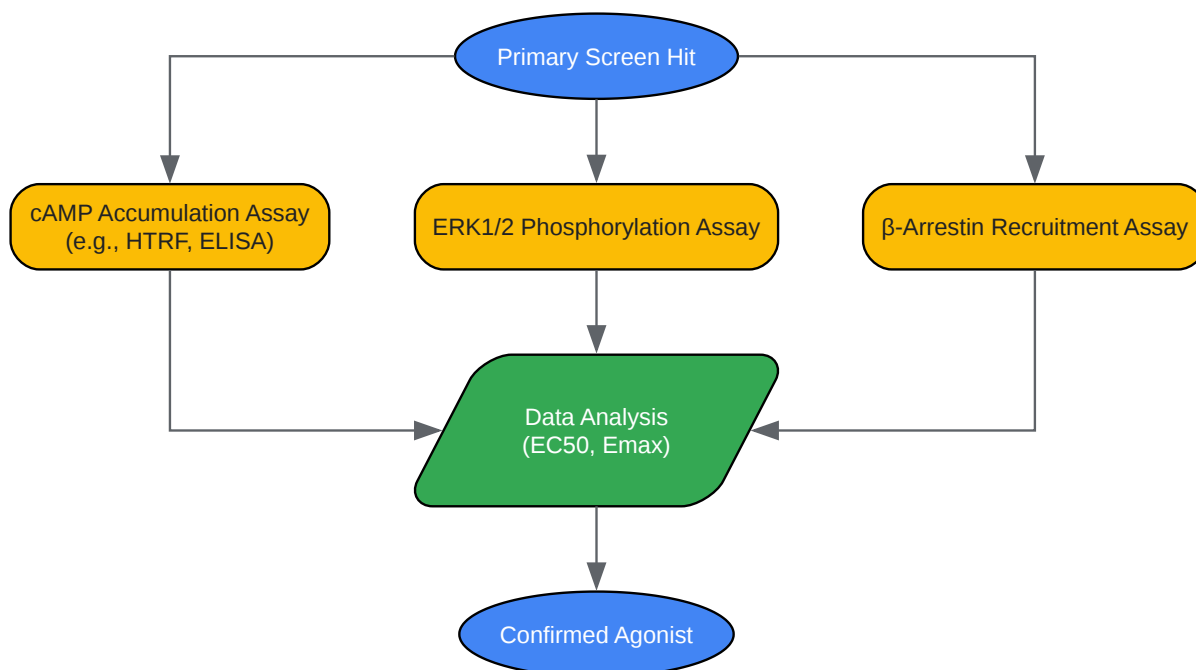 Primary Screen Hit
cAMP Accumulation Assay
(e.g., HTRF, ELISA)
ERK1/2 Phosphorylation Assay
β-Arrestin Recruitment Assay
Data Analysis
(EC50, Emax)
Confirmed Agonist